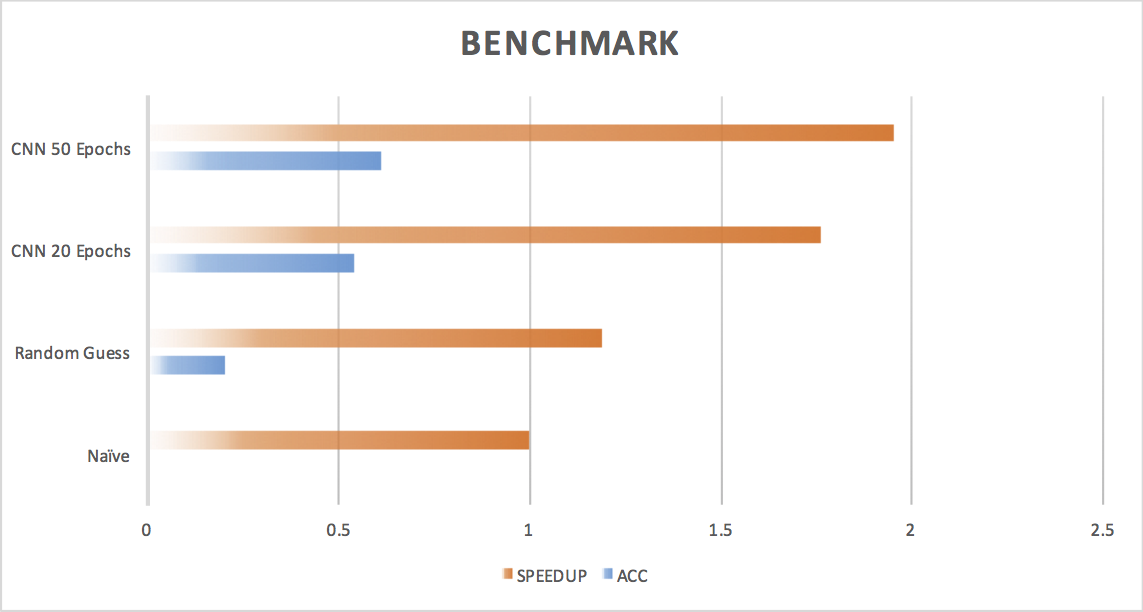 BENCHMARK
CNN 50 Epochs
CNN 20 Epochs
Random Guess
Naïve
0 0.5 1 1.5 2 2.5
SPEEDUP ACC